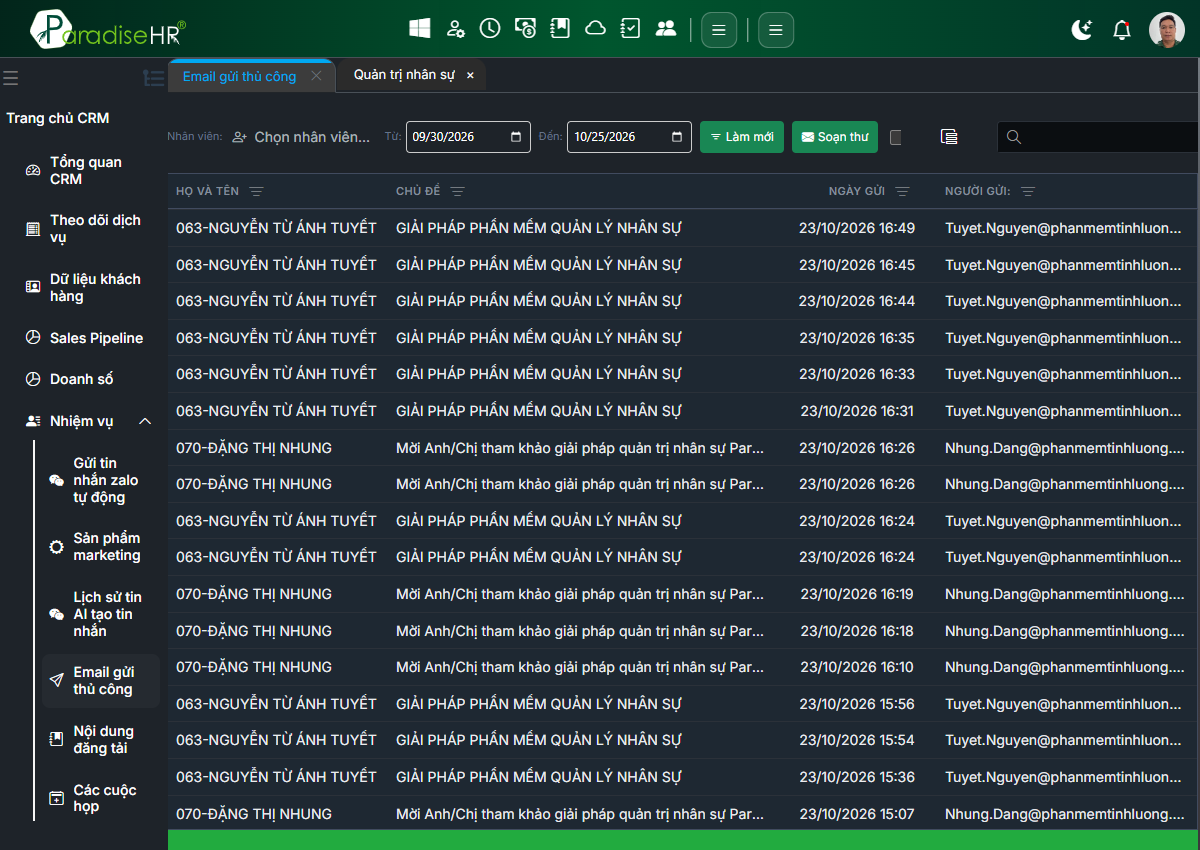 ParadiseHR®
Email gửi thủ công
Quản trị nhân sự ×
Trang chủ CRM
Tổng quan
CRM
Theo dõi dịch
vụ
Dữ liệu khách
hàng
Sales Pipeline
Doanh số
Nhiệm vụ
Gửi tin
nhắn zalo
tự động
Sản phẩm
marketing
Lịch sử tin
AI tạo tin
nhắn
Email gửi
thủ công
Nội dung
đăng tải
Các cuộc
họp
Nhân viên: Chọn nhân viên... Từ: 09/30/2026 Đến: 10/25/2026 Làm mới Soạn thư
HỌ VÀ TÊN CHỦ ĐỀ NGÀY GỬI NGƯỜI GỬI:
063-NGUYỄN TỪ ÁNH TUYẾT GIẢI PHÁP PHẦN MỀM QUẢN LÝ NHÂN SỰ 23/10/2026 16:49 Tuyet.Nguyen@phanmemtinhluon...
063-NGUYỄN TỪ ÁNH TUYẾT GIẢI PHÁP PHẦN MỀM QUẢN LÝ NHÂN SỰ 23/10/2026 16:45 Tuyet.Nguyen@phanmemtinhluon...
063-NGUYỄN TỪ ÁNH TUYẾT GIẢI PHÁP PHẦN MỀM QUẢN LÝ NHÂN SỰ 23/10/2026 16:44 Tuyet.Nguyen@phanmemtinhluon...
063-NGUYỄN TỪ ÁNH TUYẾT GIẢI PHÁP PHẦN MỀM QUẢN LÝ NHÂN SỰ 23/10/2026 16:35 Tuyet.Nguyen@phanmemtinhluon...
063-NGUYỄN TỪ ÁNH TUYẾT GIẢI PHÁP PHẦN MỀM QUẢN LÝ NHÂN SỰ 23/10/2026 16:33 Tuyet.Nguyen@phanmemtinhluon...
063-NGUYỄN TỪ ÁNH TUYẾT GIẢI PHÁP PHẦN MỀM QUẢN LÝ NHÂN SỰ 23/10/2026 16:31 Tuyet.Nguyen@phanmemtinhluon...
070-ĐẶNG THỊ NHUNG Mời Anh/Chị tham khảo giải pháp quản trị nhân sự Par... 23/10/2026 16:26 Nhung.Dang@phanmemtinhluong....
070-ĐẶNG THỊ NHUNG Mời Anh/Chị tham khảo giải pháp quản trị nhân sự Par... 23/10/2026 16:26 Nhung.Dang@phanmemtinhluong....
063-NGUYỄN TỪ ÁNH TUYẾT GIẢI PHÁP PHẦN MỀM QUẢN LÝ NHÂN SỰ 23/10/2026 16:24 Tuyet.Nguyen@phanmemtinhluon...
063-NGUYỄN TỪ ÁNH TUYẾT GIẢI PHÁP PHẦN MỀM QUẢN LÝ NHÂN SỰ 23/10/2026 16:24 Tuyet.Nguyen@phanmemtinhluon...
070-ĐẶNG THỊ NHUNG Mời Anh/Chị tham khảo giải pháp quản trị nhân sự Par... 23/10/2026 16:19 Nhung.Dang@phanmemtinhluong....
070-ĐẶNG THỊ NHUNG Mời Anh/Chị tham khảo giải pháp quản trị nhân sự Par... 23/10/2026 16:18 Nhung.Dang@phanmemtinhluong....
070-ĐẶNG THỊ NHUNG Mời Anh/Chị tham khảo giải pháp quản trị nhân sự Par... 23/10/2026 16:10 Nhung.Dang@phanmemtinhluong....
063-NGUYỄN TỪ ÁNH TUYẾT GIẢI PHÁP PHẦN MỀM QUẢN LÝ NHÂN SỰ 23/10/2026 15:56 Tuyet.Nguyen@phanmemtinhluon...
063-NGUYỄN TỪ ÁNH TUYẾT GIẢI PHÁP PHẦN MỀM QUẢN LÝ NHÂN SỰ 23/10/2026 15:54 Tuyet.Nguyen@phanmemtinhluon...
063-NGUYỄN TỪ ÁNH TUYẾT GIẢI PHÁP PHẦN MỀM QUẢN LÝ NHÂN SỰ 23/10/2026 15:36 Tuyet.Nguyen@phanmemtinhluon...
070-ĐẶNG THỊ NHUNG Mời Anh/Chị tham khảo giải pháp quản trị nhân sự Par... 23/10/2026 15:07 Nhung.Dang@phanmemtinhluong....